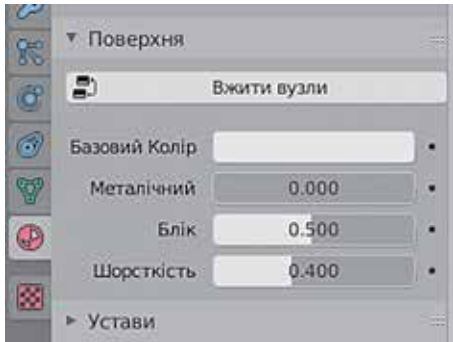 Поверхня
Вжити вузли
Базовий Колір
Металічний 0.000
Блік 0.500
Шорсткість 0.400
Устави